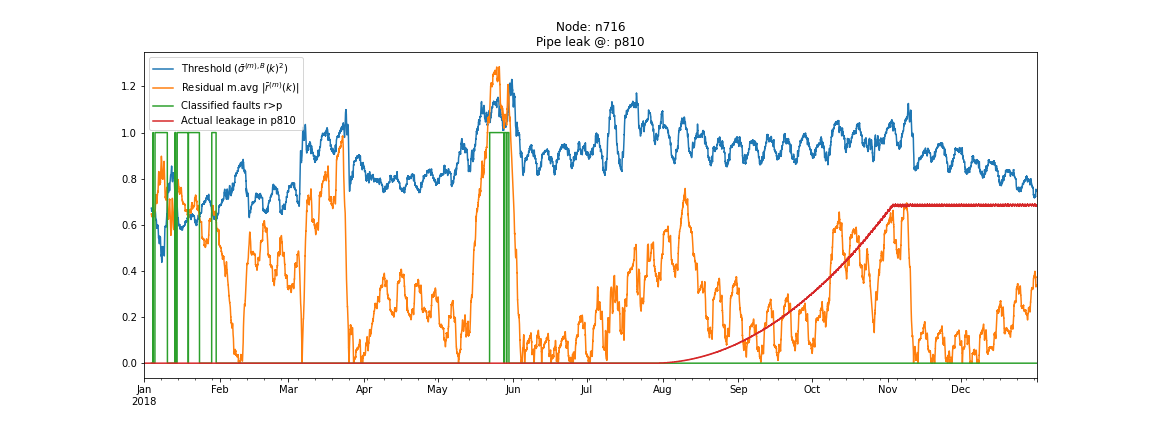 Node: n716
Pipe leak @: p810
Threshold (σ̄⁽ᵐ⁾,ᴮ(k)²)
Residual m.avg |r̄⁽ᵐ⁾(k)|
Classified faults r>p
Actual leakage in p810
1.2
1.0
0.8
0.6
0.4
0.2
0.0
Jan Feb Mar Apr May Jun Jul Aug Sep Oct Nov Dec
2018